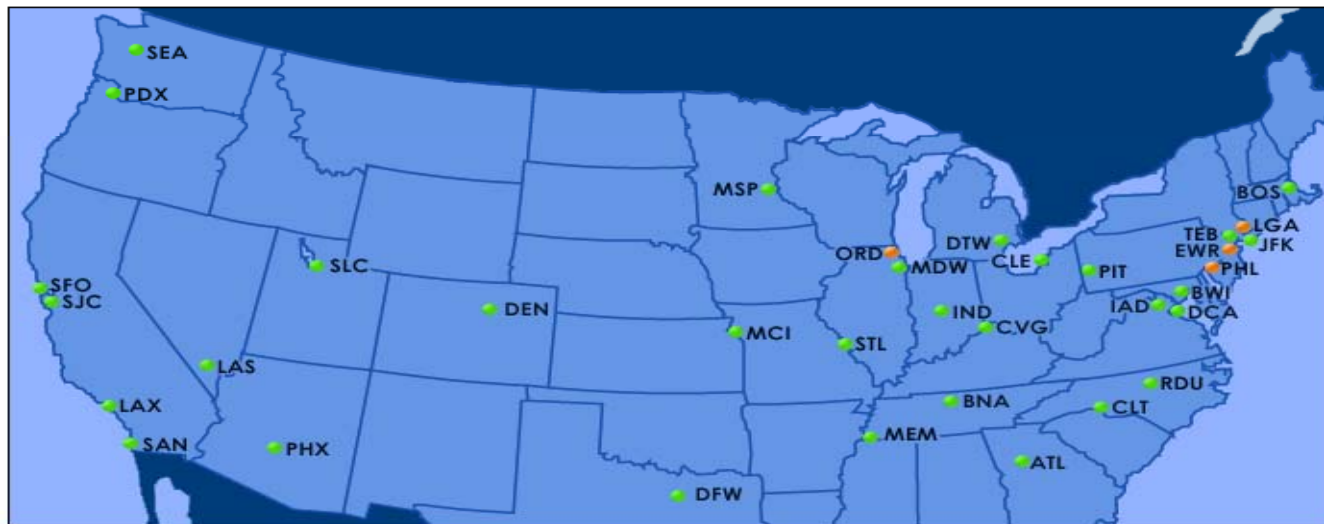 SEA
PDX
MSP
BOS
LGA
TEB
JFK
DTW
EWR
ORD
CLE
MDW
PHL
SLC
PIT
SFO
BWI
SJC
IAD
DCA
DEN
IND
CVG
MCI
STL
LAS
RDU
BNA
LAX
CLT
MEM
SAN
PHX
ATL
DFW